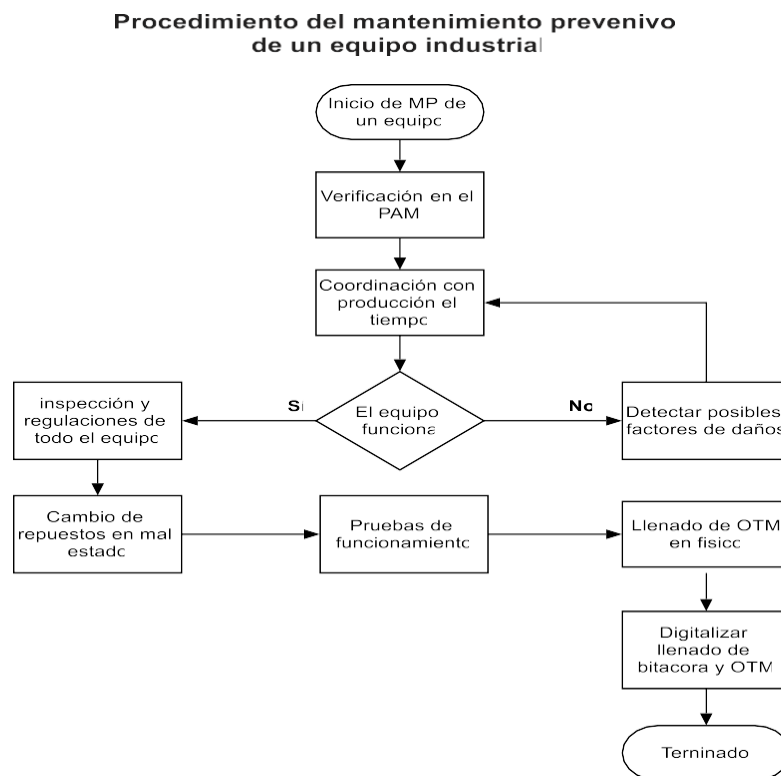 Procedimiento del mantenimiento prevenivo
de un equipo industrial
Inicio de MP de
un equipo
Verificación en el
PAM
Coordinación con
producción el
tiempo
El equipo
funciona
Si
No
inspección y
regulaciones de
todo el equipo
Detectar posibles
factores de daños
Cambio de
repuestos en mal
estado
Pruebas de
funcionamiento
Llenado de OTM
en fisico
Digitalizar
llenado de
bitacora y OTM
Terninado